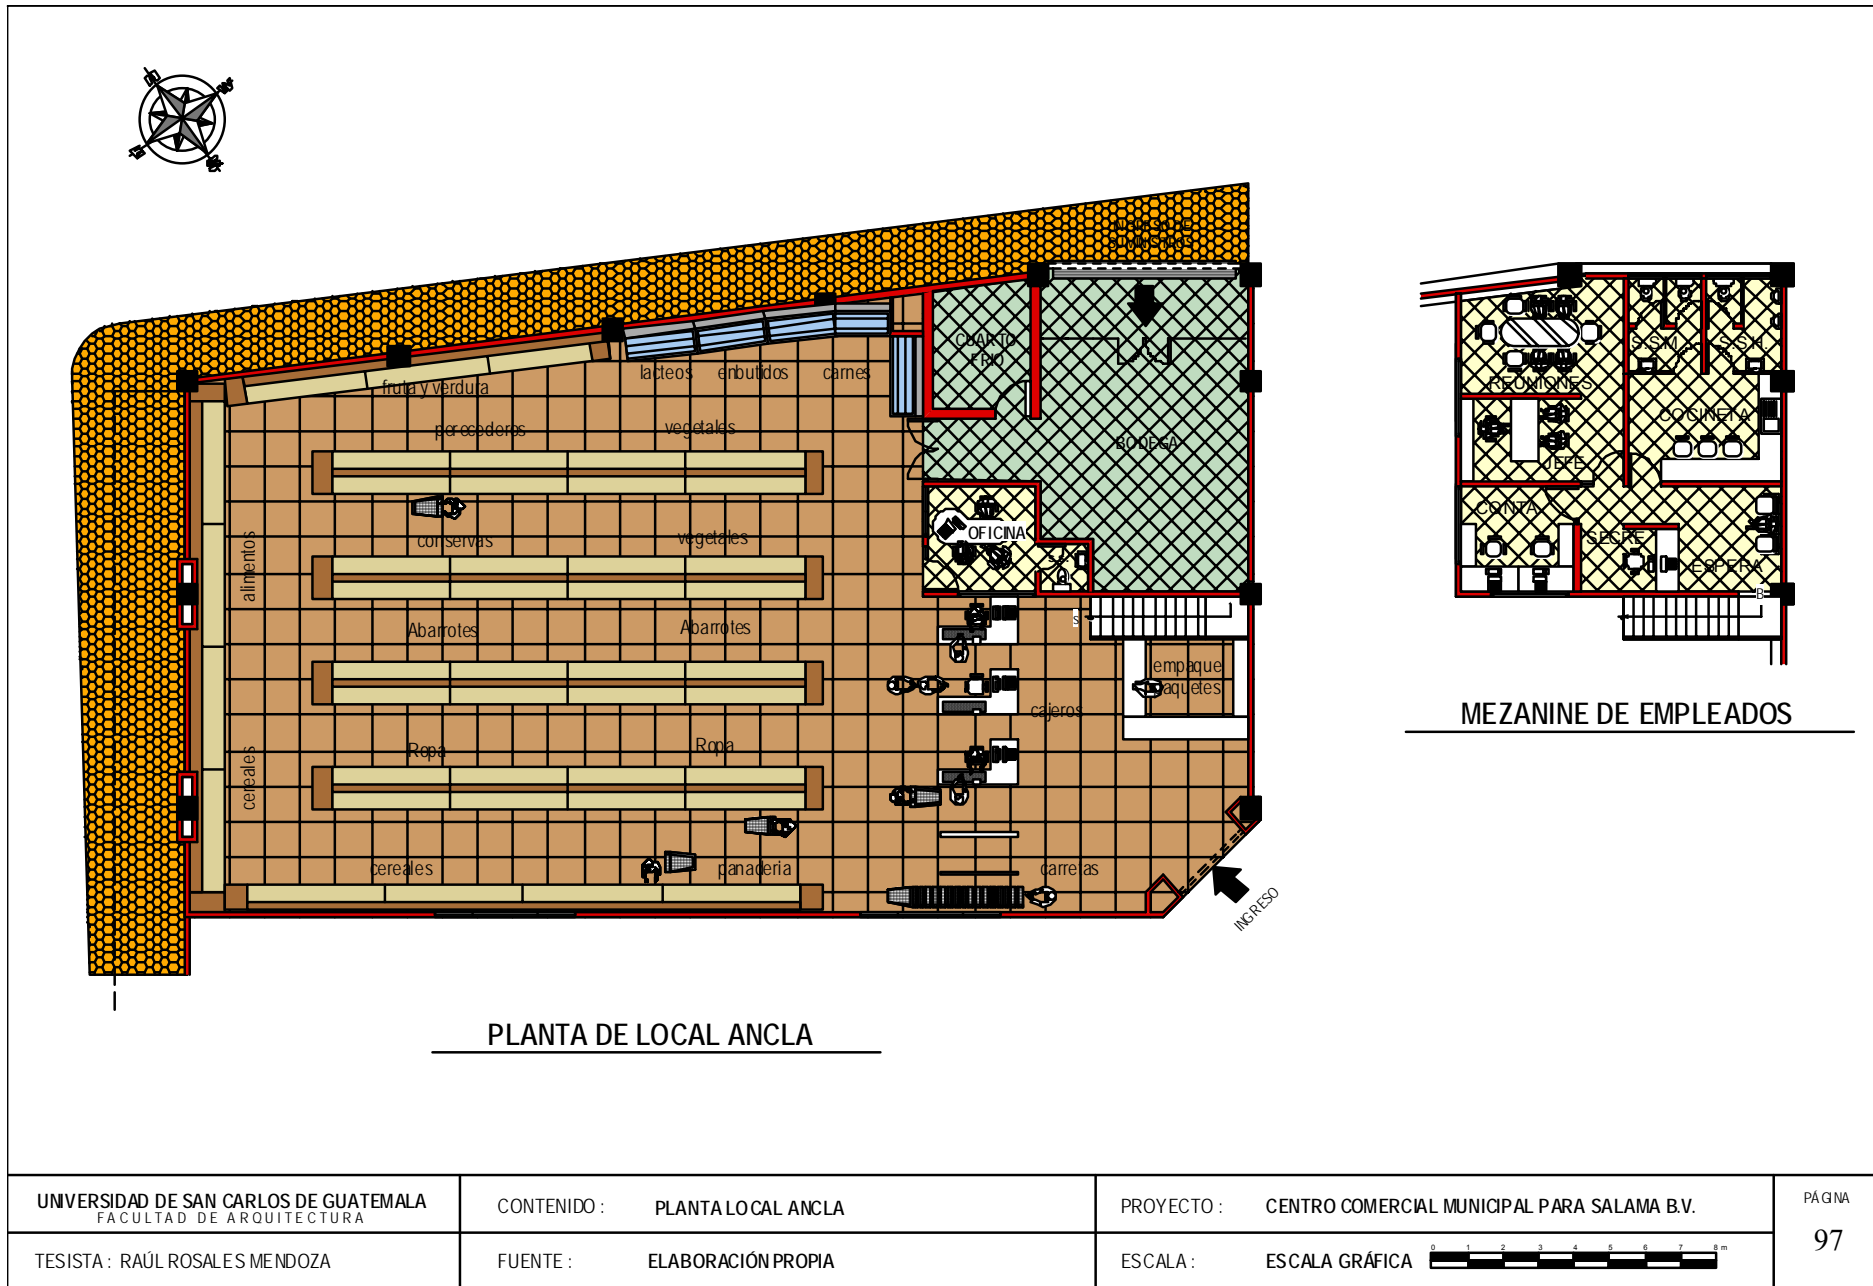 INGRESO DE
SUMINISTROS
CUARTO
FRIO
lacteos
enbutidos
carnes
fruta y verdura
perecederos
vegetales
BODEGA
OFICINA
conservas
vegetales
alimentos
Abarrotes
Abarrotes
S
empaque
paquetes
cajeros
Ropa
Ropa
cereales
cereales
panaderia
carretas
INGRESO
PLANTA DE LOCAL ANCLA
S.S.M.
S.S.H.
REUNIONES
COCINETA
JEFE
CONTA
SECRE
ESPERA
B
MEZANINE DE EMPLEADOS
UNIVERSIDAD DE SAN CARLOS DE GUATEMALA
FACULTAD DE ARQUITECTURA
TESISTA : RAÚL ROSALES MENDOZA
CONTENIDO : PLANTA LOCAL ANCLA
FUENTE : ELABORACIÓN PROPIA
PROYECTO : CENTRO COMERCIAL MUNICIPAL PARA SALAMA B.V.
ESCALA : ESCALA GRÁFICA 0 1 2 3 4 5 6 7 8 m
PÁGINA
97